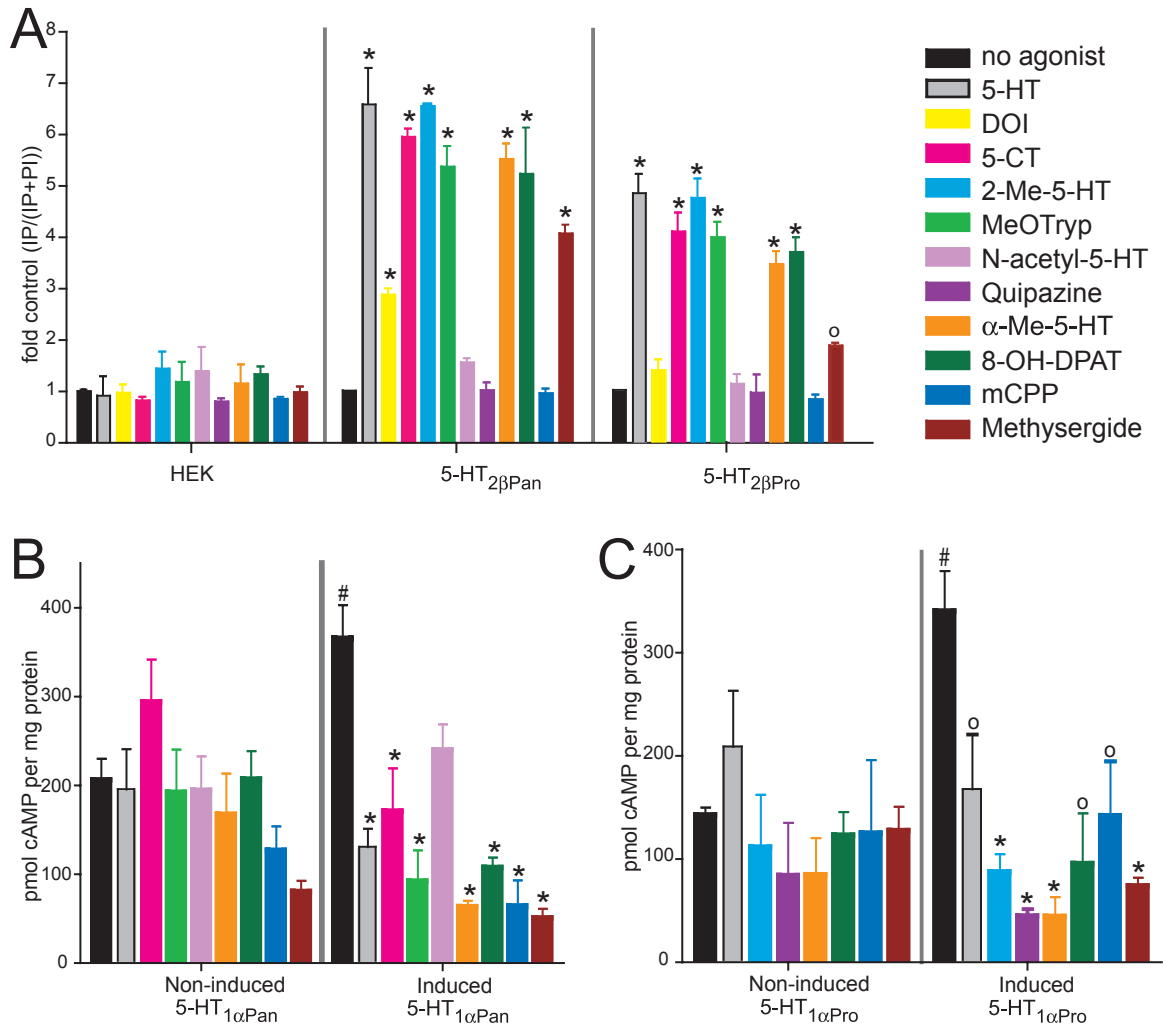 A
fold control (IP/(IP+PI))
8
7
6
5
4
3
2
1
0
* * * * * * * *
* * * * * * o
HEK
5-HT2βPan
5-HT2βPro
no agonist
5-HT
DOI
5-CT
2-Me-5-HT
MeOTryp
N-acetyl-5-HT
Quipazine
α-Me-5-HT
8-OH-DPAT
mCPP
Methysergide
B
pmol cAMP per mg protein
400
300
200
100
0
# * * * * * * *
Non-induced
5-HT1αPan
Induced
5-HT1αPan
C
pmol cAMP per mg protein
400
300
200
100
0
# o * * * o o *
Non-induced
5-HT1αPro
Induced
5-HT1αPro